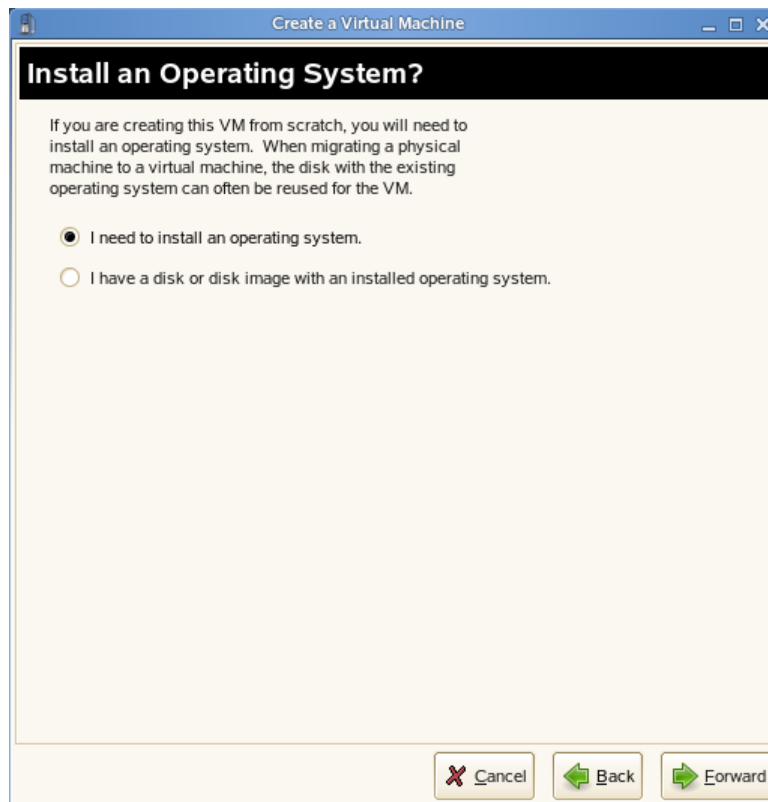 Create a Virtual Machine
Install an Operating System?
If you are creating this VM from scratch, you will need to
install an operating system.  When migrating a physical
machine to a virtual machine, the disk with the existing
operating system can often be reused for the VM.
I need to install an operating system.
I have a disk or disk image with an installed operating system.
Cancel
Back
Forward